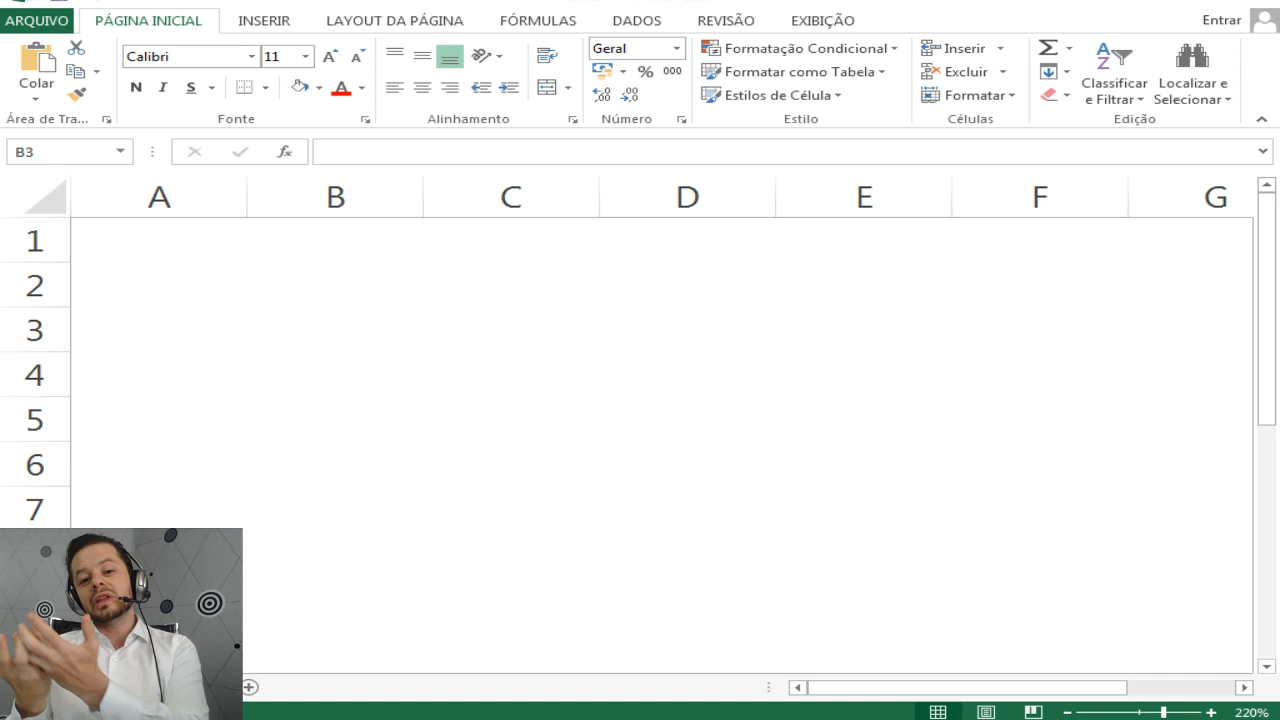 ARQUIVO PÁGINA INICIAL INSERIR LAYOUT DA PÁGINA FÓRMULAS DADOS REVISÃO EXIBIÇÃO Entrar
Calibri 11 Geral Formatação Condicional Inserir
Colar Formatar como Tabela Excluir Classificar e Filtrar Localizar e Selecionar
N I S A % 000 Estilos de Célula Formatar
Área de Tra... Fonte Alinhamento Número Estilo Células Edição
B3 fx
A B C D E F G
1
2
3
4
5
6
7
220%